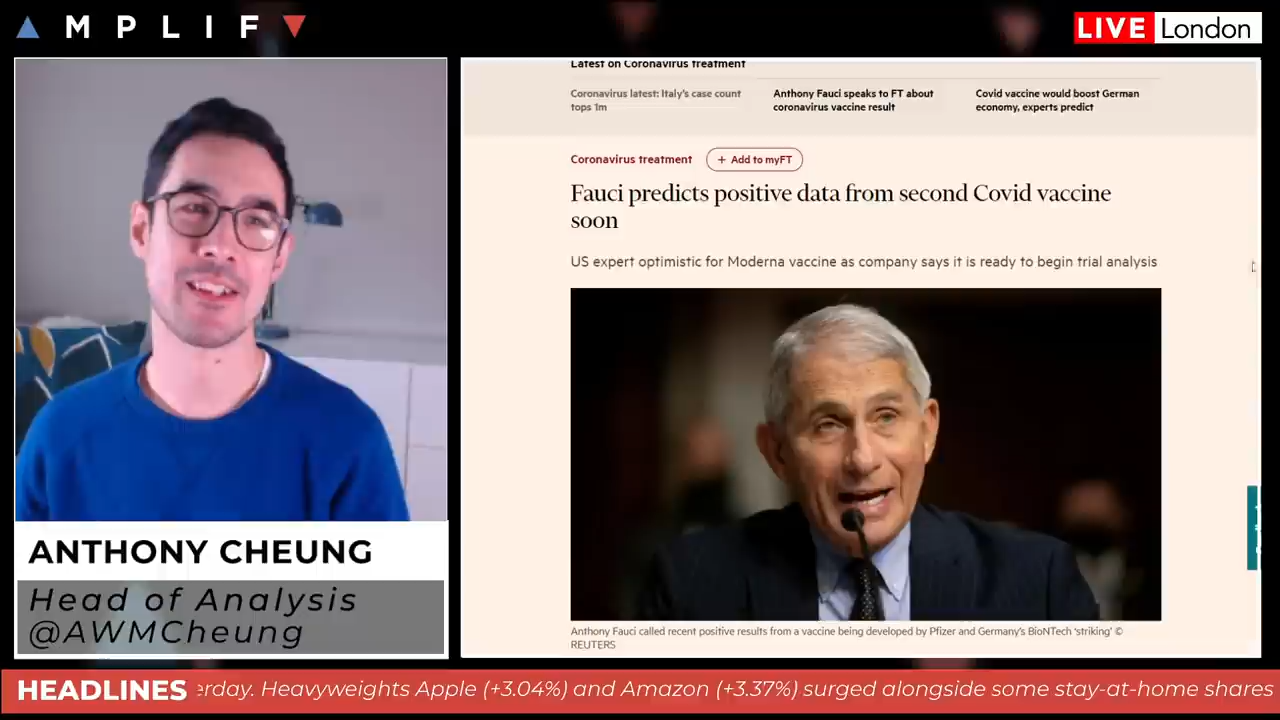 AMPLIFY
LIVE London
Latest on Coronavirus treatment
Coronavirus latest: Italy's case count
tops 1m
Anthony Fauci speaks to FT about
coronavirus vaccine result
Covid vaccine would boost German
economy, experts predict
Coronavirus treatment
+ Add to myFT
Fauci predicts positive data from second Covid vaccine
soon
US expert optimistic for Moderna vaccine as company says it is ready to begin trial analysis
Anthony Fauci called recent positive results from a vaccine being developed by Pfizer and Germany's BioNTech 'striking' ©
REUTERS
ANTHONY CHEUNG
Head of Analysis
@AWMCheung
HEADLINES
erday. Heavyweights Apple (+3.04%) and Amazon (+3.37%) surged alongside some stay-at-home shares